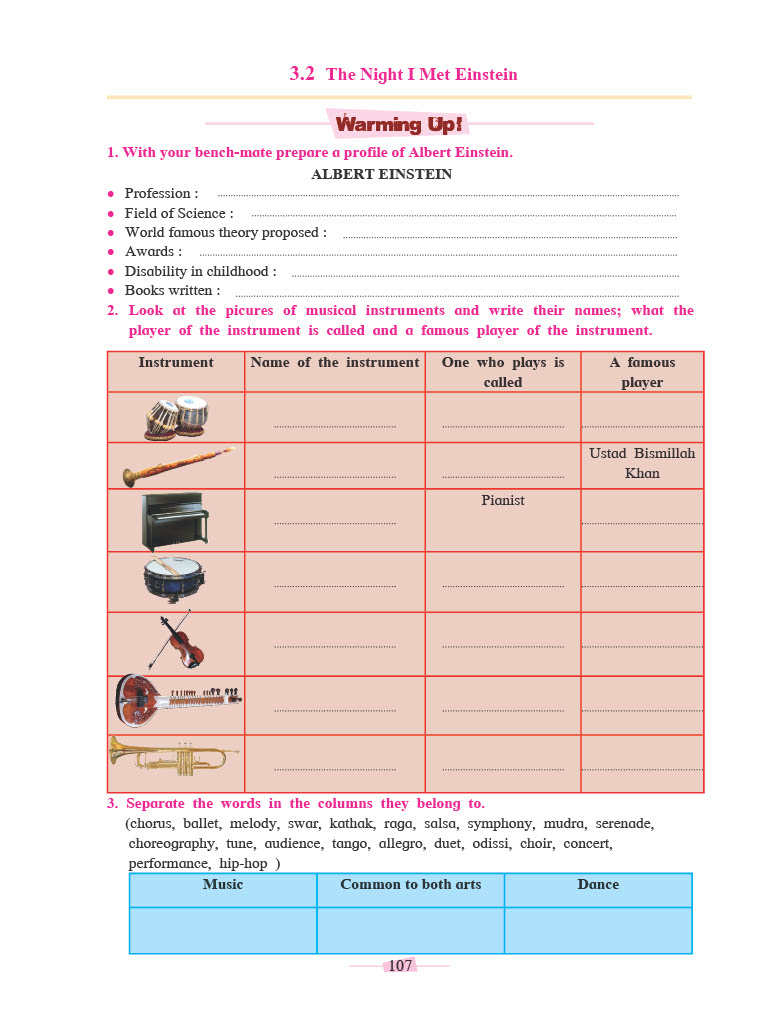 3.2 The Night I Met Einstein
Warming Up!
1. With your bench-mate prepare a profile of Albert Einstein.
ALBERT EINSTEIN
● Profession : ..........................................
● Field of Science : ..........................................
● World famous theory proposed : ..........................................
● Awards : ..........................................
● Disability in childhood : ..........................................
● Books written : ..........................................
2. Look at the picures of musical instruments and write their names; what the
player of the instrument is called and a famous player of the instrument.
Instrument Name of the instrument One who plays is A famous
called player
Ustad Bismillah
Khan
Pianist
3. Separate the words in the columns they belong to.
(chorus, ballet, melody, swar, kathak, raga, salsa, symphony, mudra, serenade,
choreography, tune, audience, tango, allegro, duet, odissi, choir, concert,
performance, hip-hop )
Music Common to both arts Dance
107